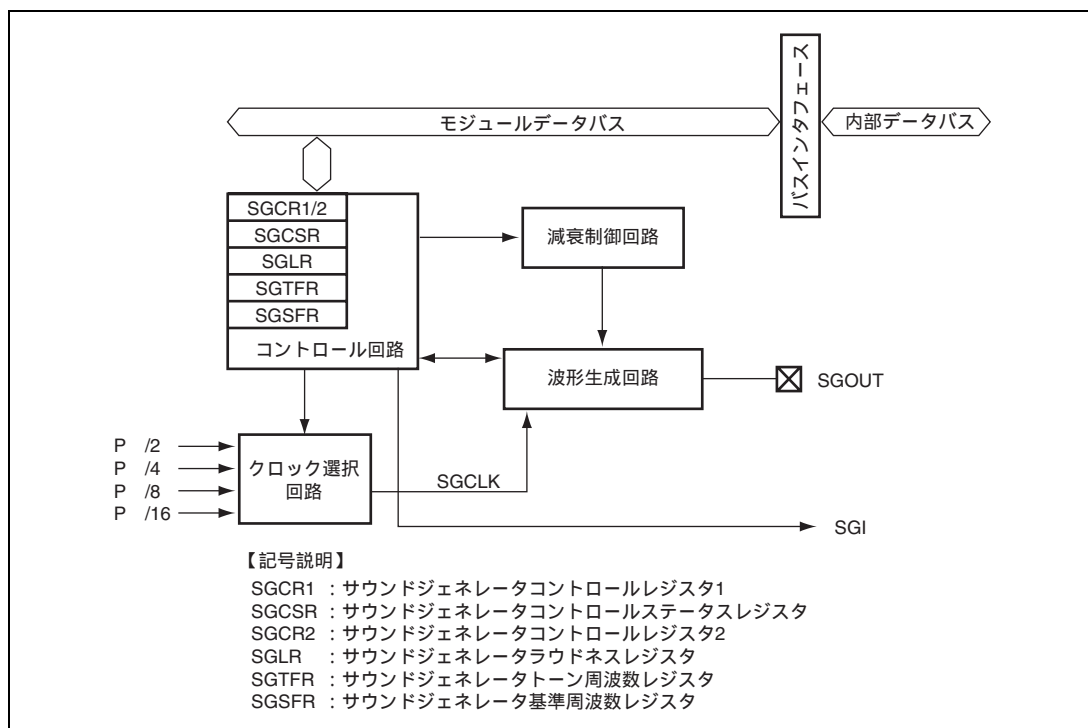 モジュールデータバス
バスインタフェース
内部データバス
SGCR1/2
SGCSR
SGLR
SGTFR
SGSFR
コントロール回路
減衰制御回路
波形生成回路
SGOUT
P /2
P /4
P /8
P /16
クロック選択
回路
SGCLK
SGI
【記号説明】
SGCR1 : サウンドジェネレータコントロールレジスタ1
SGCSR : サウンドジェネレータコントロールステータスレジスタ
SGCR2 : サウンドジェネレータコントロールレジスタ2
SGLR : サウンドジェネレータラウドネスレジスタ
SGTFR : サウンドジェネレータトーン周波数レジスタ
SGSFR : サウンドジェネレータ基準周波数レジスタ